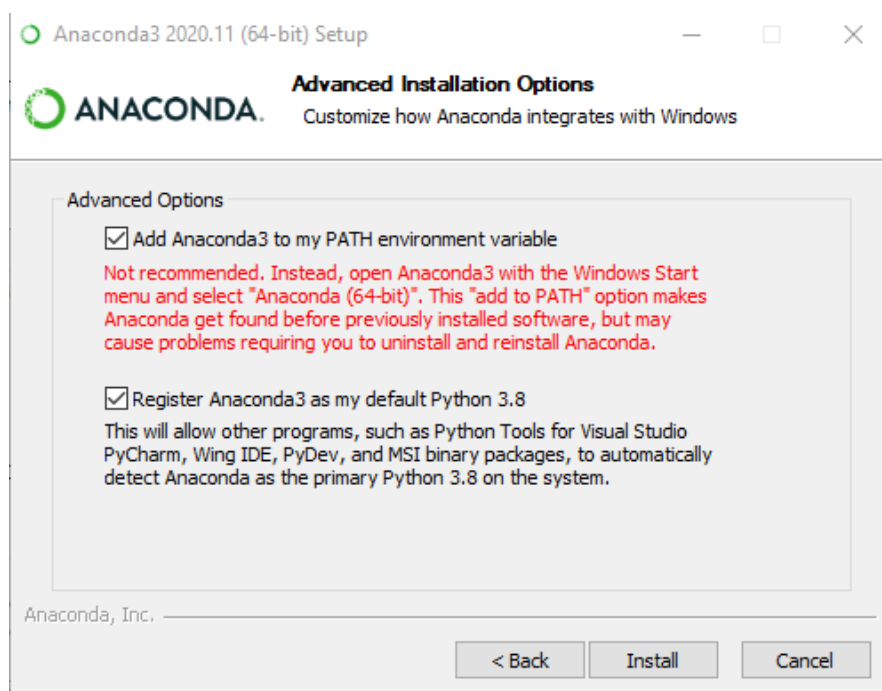 Anaconda3 2020.11 (64-bit) Setup
ANACONDA.
Advanced Installation Options
Customize how Anaconda integrates with Windows
Advanced Options
Add Anaconda3 to my PATH environment variable
Not recommended. Instead, open Anaconda3 with the Windows Start
menu and select "Anaconda (64-bit)". This "add to PATH" option makes
Anaconda get found before previously installed software, but may
cause problems requiring you to uninstall and reinstall Anaconda.
Register Anaconda3 as my default Python 3.8
This will allow other programs, such as Python Tools for Visual Studio
PyCharm, Wing IDE, PyDev, and MSI binary packages, to automatically
detect Anaconda as the primary Python 3.8 on the system.
Anaconda, Inc.
< Back
Install
Cancel